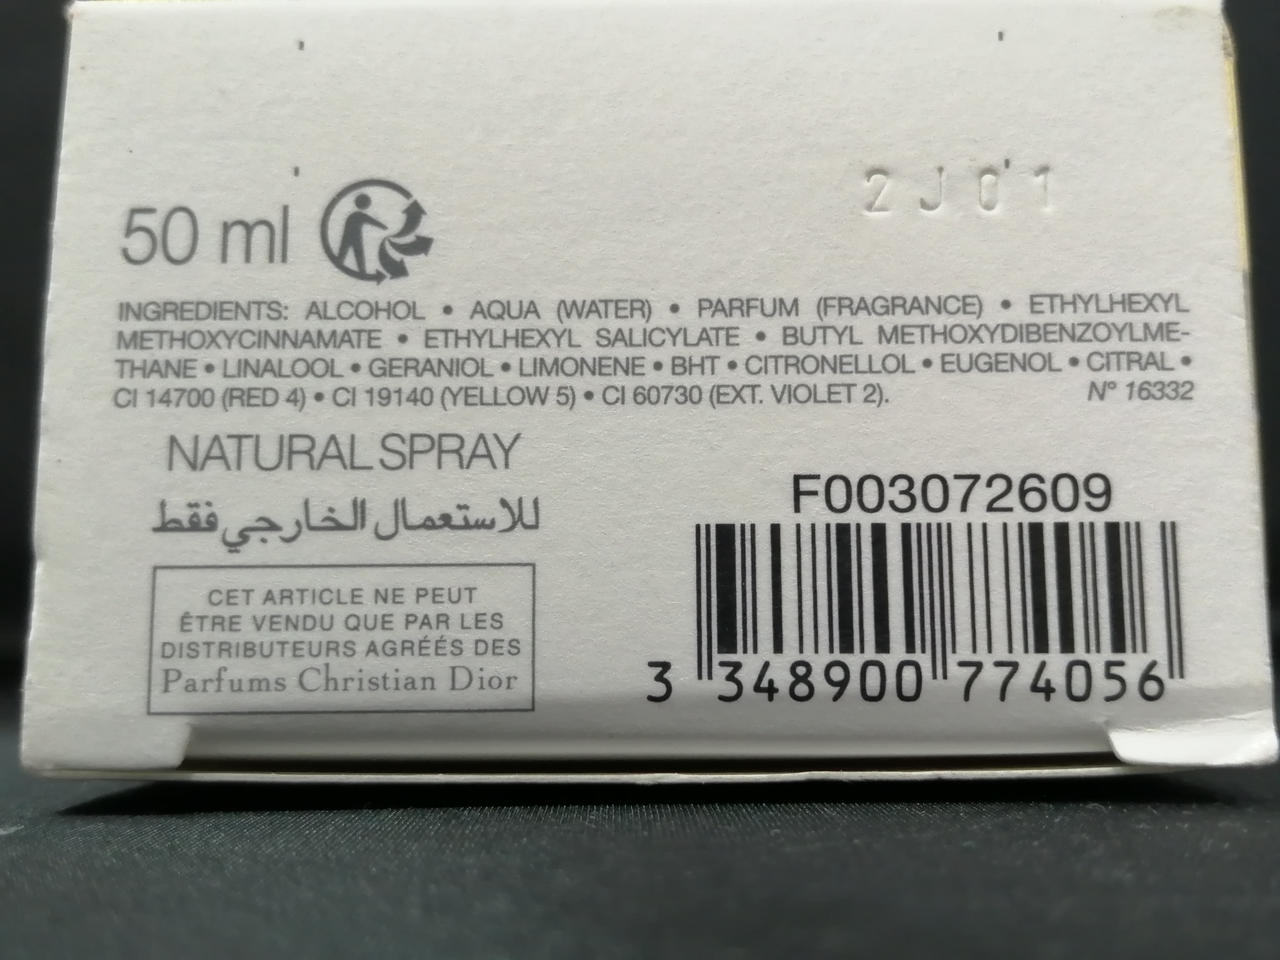 2J01
50 ml
INGREDIENTS: ALCOHOL • AQUA (WATER) • PARFUM (FRAGRANCE) • ETHYLHEXYL
METHOXYCINNAMATE • ETHYLHEXYL SALICYLATE • BUTYL METHOXYDIBENZOYLME-
THANE • LINALOOL • GERANIOL • LIMONENE • BHT • CITRONELLOL • EUGENOL • CITRAL •
CI 14700 (RED 4) • CI 19140 (YELLOW 5) • CI 60730 (EXT. VIOLET 2). N° 16332
NATURAL SPRAY
للاستعمال الخارجي فقط
CET ARTICLE NE PEUT
ÊTRE VENDU QUE PAR LES
DISTRIBUTEURS AGRÉÉS DES
Parfums Christian Dior
F003072609
3 348900 774056